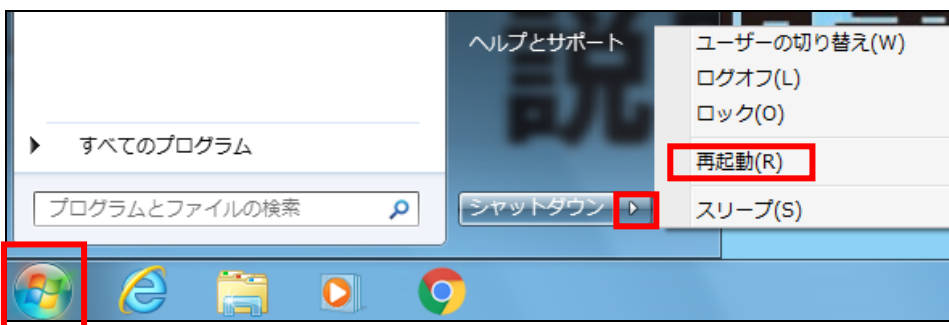 ヘルプとサポート
すべてのプログラム
プログラムとファイルの検索
シャットダウン
ユーザーの切り替え(W)
ログオフ(L)
ロック(O)
再起動(R)
スリープ(S)
説